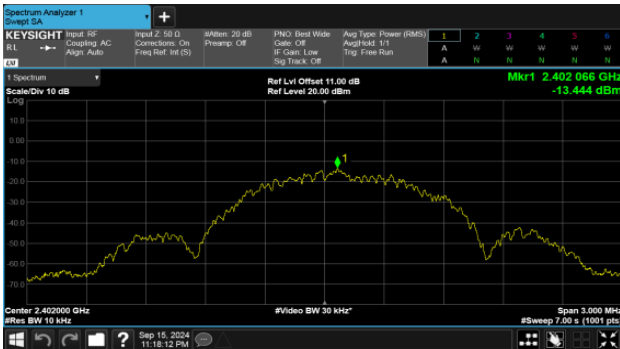 Spectrum Analyzer 1
Swept SA
+
KEYSIGHT Input: RF Input Z: 50 Ω #Atten: 20 dB PNO: Best Wide Avg Type: Power (RMS) 1 2 3 4 5 6
RL Coupling: AC Corrections: On Preamp: Off Gate: Off Avg|Hold: 1/1 A W W W W W
Align: Auto Freq Ref: Int (S) IF Gain: Low Trig: Free Run
Sig Track: Off A N N N N N
LXI
1 Spectrum
Scale/Div 10 dB
Ref Lvl Offset 11.00 dB
Ref Level 20.00 dBm
Mkr1 2.402 066 GHz
-13.444 dBm
Log
10.0
0.00
-10.0
1
-20.0
-30.0
-40.0
-50.0
-60.0
-70.0
Center 2.402000 GHz #Video BW 30 kHz* Span 3.000 MHz
#Res BW 10 kHz #Sweep 7.00 s (1001 pts)
? Sep 15, 2024
11:18:12 PM